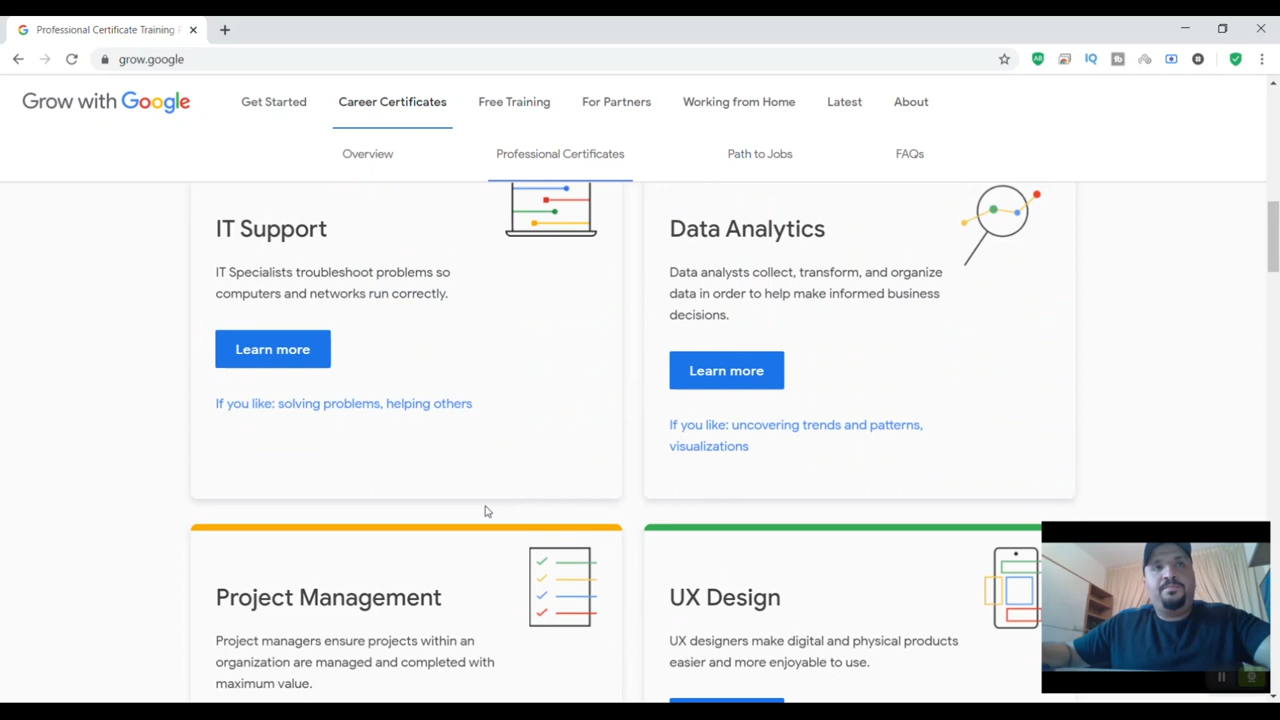 Professional Certificate Training
grow.google
IQ
Grow with Google
Get Started
Career Certificates
Free Training
For Partners
Working from Home
Latest
About
Overview
Professional Certificates
Path to Jobs
FAQs
IT Support
IT Specialists troubleshoot problems so
computers and networks run correctly.
Learn more
If you like: solving problems, helping others
Data Analytics
Data analysts collect, transform, and organize
data in order to help make informed business
decisions.
Learn more
If you like: uncovering trends and patterns,
visualizations
Project Management
Project managers ensure projects within an
organization are managed and completed with
maximum value.
UX Design
UX designers make digital and physical products
easier and more enjoyable to use.